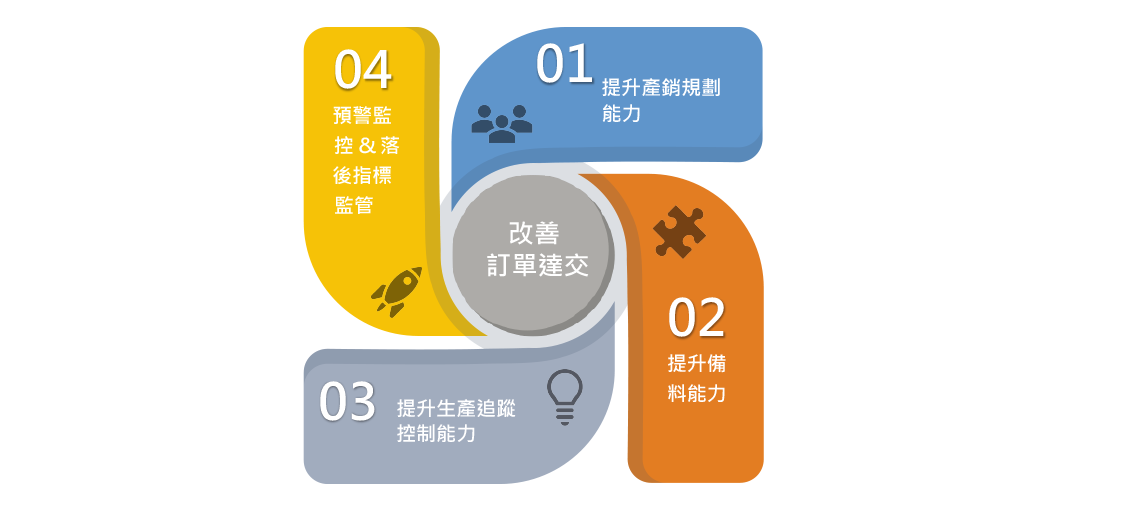 01
提升產銷規劃
能力
02
提升備
料能力
03
提升生產追蹤
控制能力
04
預警監
控 & 落
後指標
監管
改善
訂單達交